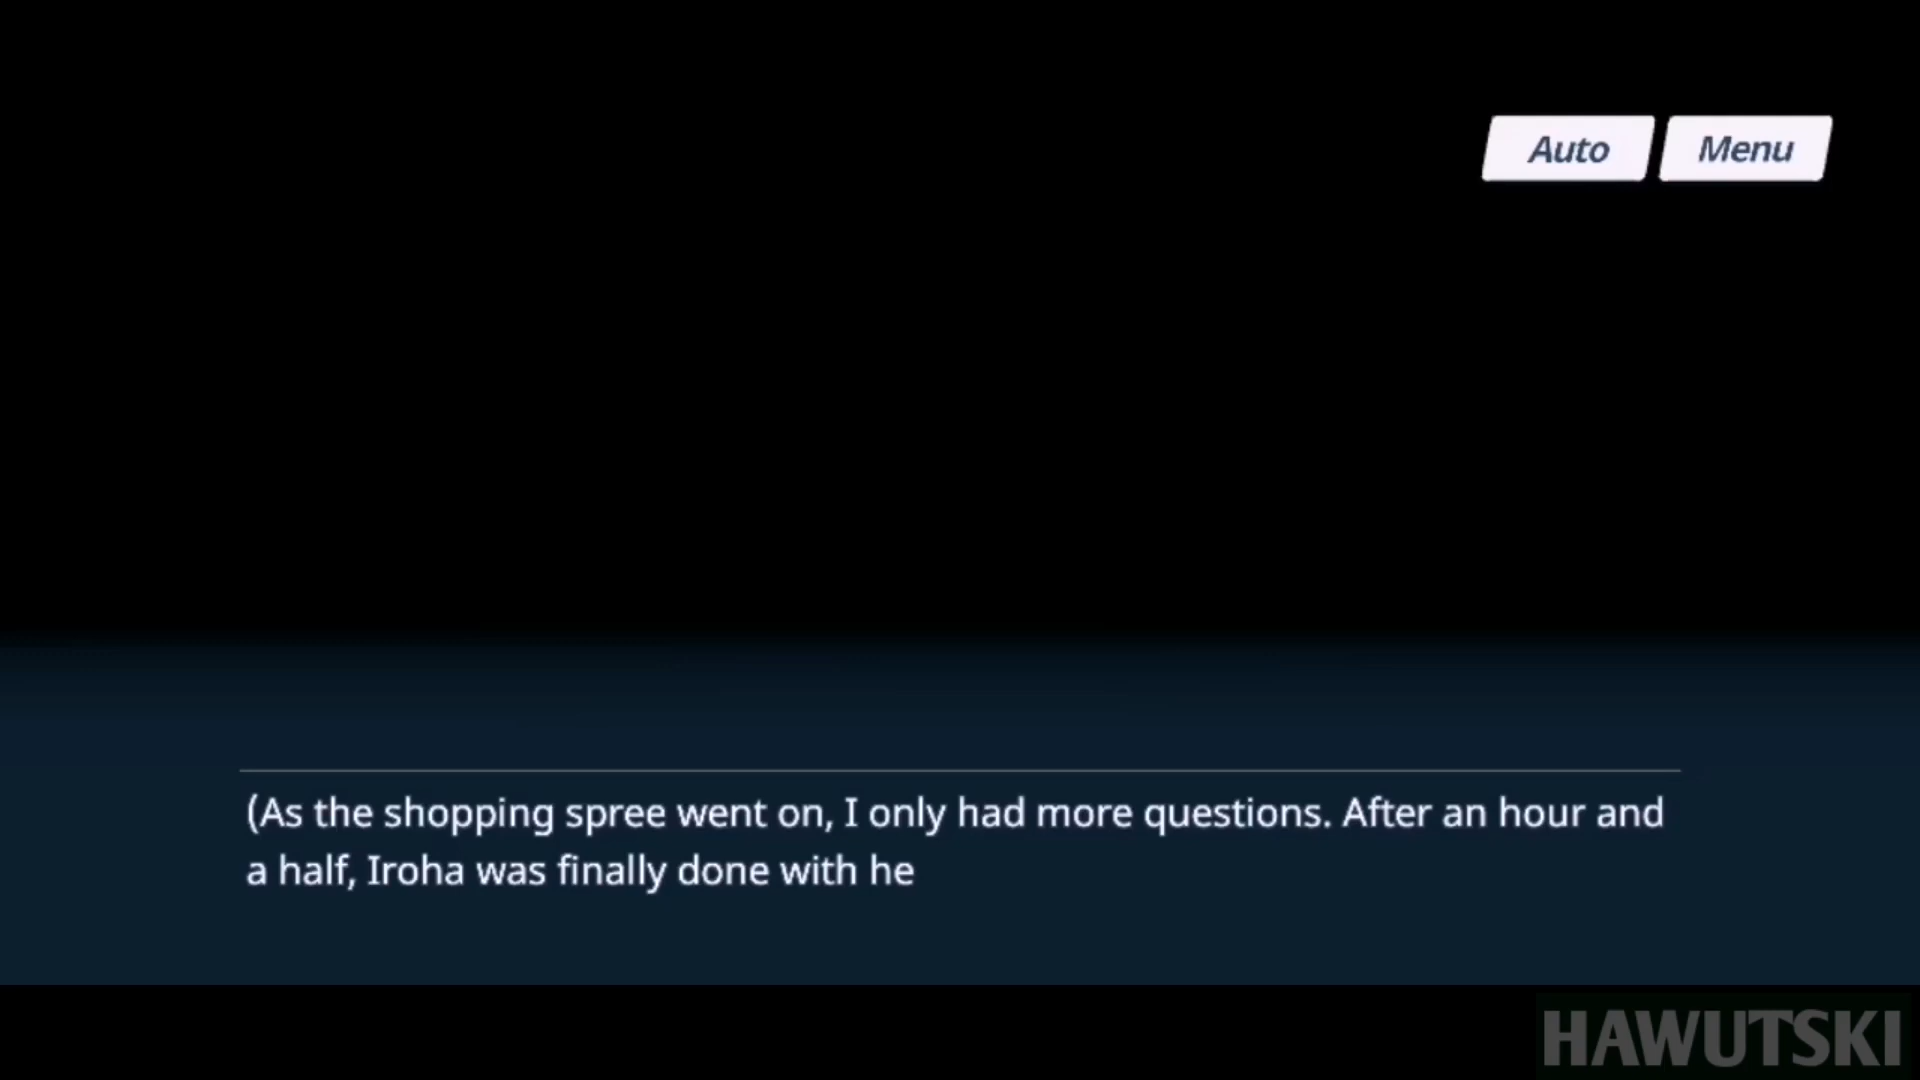 Auto
Menu
(As the shopping spree went on, I only had more questions. After an hour and
a half, Iroha was finally done with he
HAWUTSKI